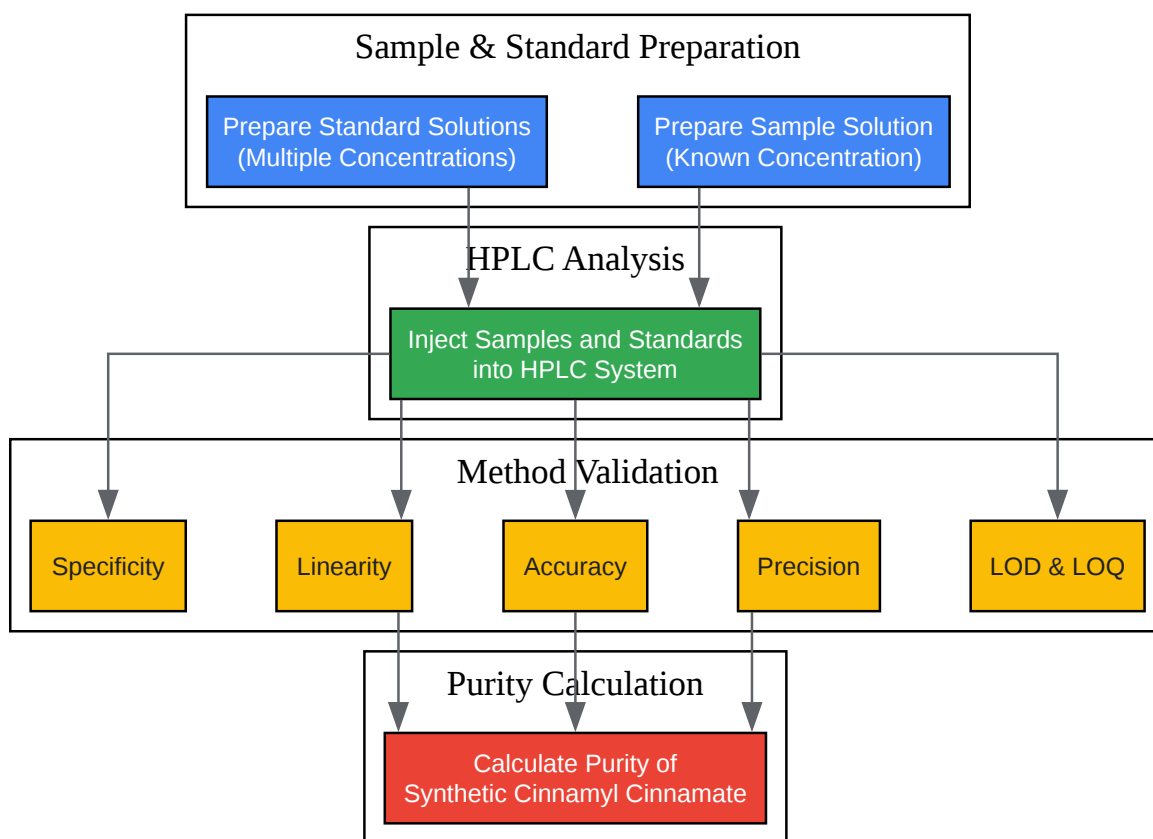 Sample & Standard Preparation
Prepare Standard Solutions
(Multiple Concentrations)
Prepare Sample Solution
(Known Concentration)
HPLC Analysis
Inject Samples and Standards
into HPLC System
Method Validation
Specificity
Linearity
Accuracy
Precision
LOD & LOQ
Purity Calculation
Calculate Purity of
Synthetic Cinnamyl Cinnamate